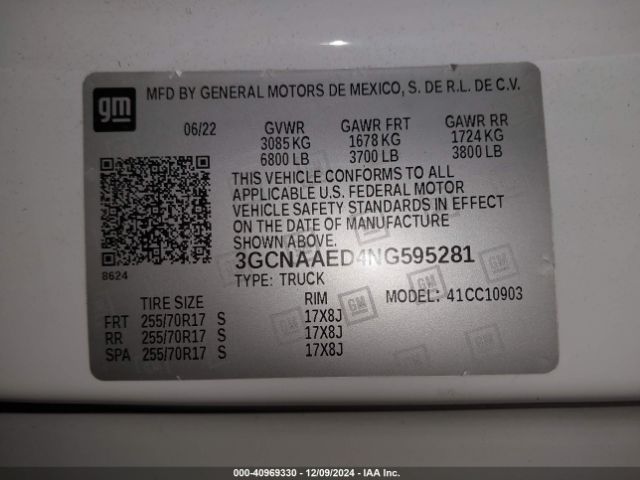 gm
MFD BY GENERAL MOTORS DE MEXICO, S. DE R.L. DE C.V.
06/22 GVWR GAWR FRT GAWR RR
3085 KG 1678 KG 1724 KG
6800 LB 3700 LB 3800 LB
THIS VEHICLE CONFORMS TO ALL
APPLICABLE U.S. FEDERAL MOTOR
VEHICLE SAFETY STANDARDS IN EFFECT
ON THE DATE OF MANUFACTURE
SHOWN.
3GCNAAED4NG595281
8624
TYPE: TRUCK
TIRE SIZE RIM MODEL: 41CC10903
FRT 255/70R17 S 17X8J
RR 255/70R17 S 17X8J
SPA 255/70R17 S 17X8J
000-40969330 - 12/09/2024 - IAA Inc.